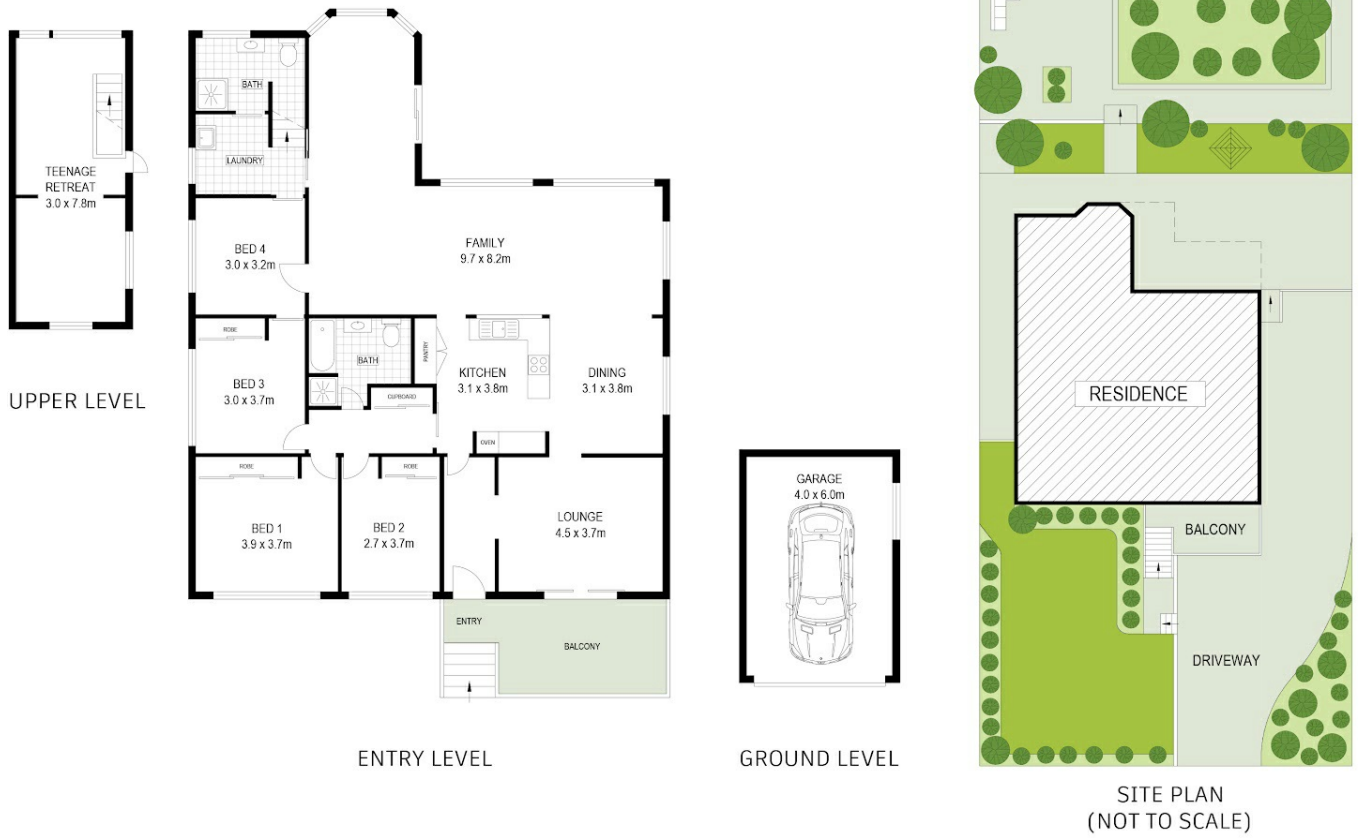 TEENAGE
RETREAT
3.0 x 7.8m
UPPER LEVEL
BATH
LAUNDRY
BED 4
3.0 x 3.2m
FAMILY
9.7 x 8.2m
ROBE
BED 3
3.0 x 3.7m
BATH
PANTRY
CUPBOARD
KITCHEN
3.1 x 3.8m
DINING
3.1 x 3.8m
OVEN
ROBE
BED 1
3.9 x 3.7m
ROBE
BED 2
2.7 x 3.7m
LOUNGE
4.5 x 3.7m
ENTRY
BALCONY
ENTRY LEVEL
GARAGE
4.0 x 6.0m
GROUND LEVEL
RESIDENCE
BALCONY
DRIVEWAY
SITE PLAN
(NOT TO SCALE)